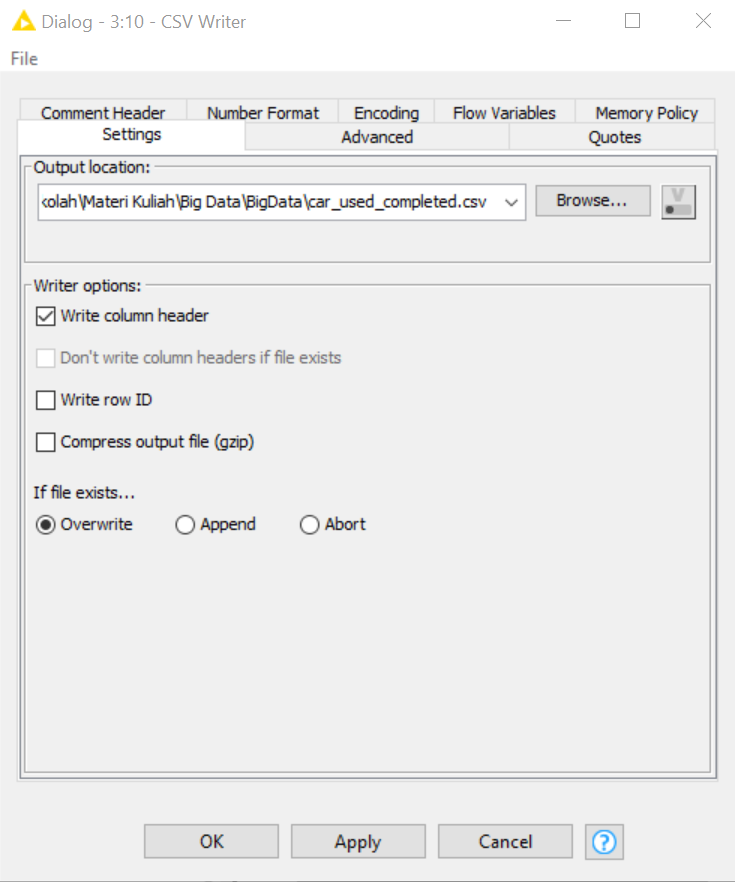 Dialog - 3:10 - CSV Writer
File
Comment Header Number Format Encoding Flow Variables Memory Policy
Settings Advanced Quotes
Output location:
olah\Materi Kuliah\Big Data\BigData\car_used_completed.csv Browse... V
Writer options:
Write column header
Don't write column headers if file exists
Write row ID
Compress output file (gzip)
If file exists...
Overwrite Append Abort
OK Apply Cancel ?